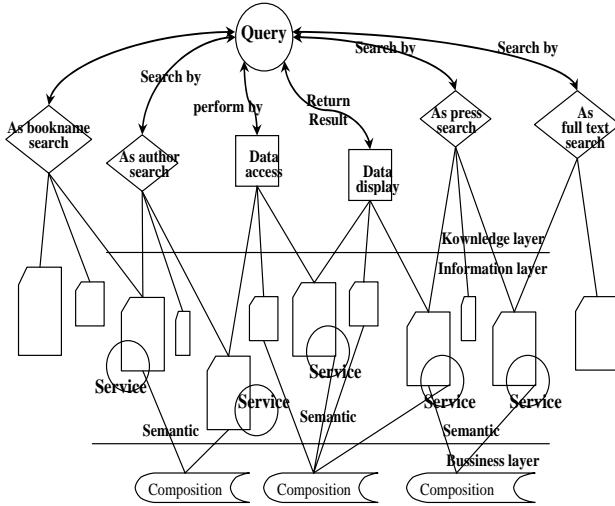 Query
Search by
Search by
Search by
perform by
Return
Result
As bookname
search
As author
search
Data
access
Data
display
As press
search
As
full text
search
Kownledge layer
Information layer
Service
Service
Service
Service
Service
Semantic
Semantic
Semantic
Bussiness layer
Composition
Composition
Composition